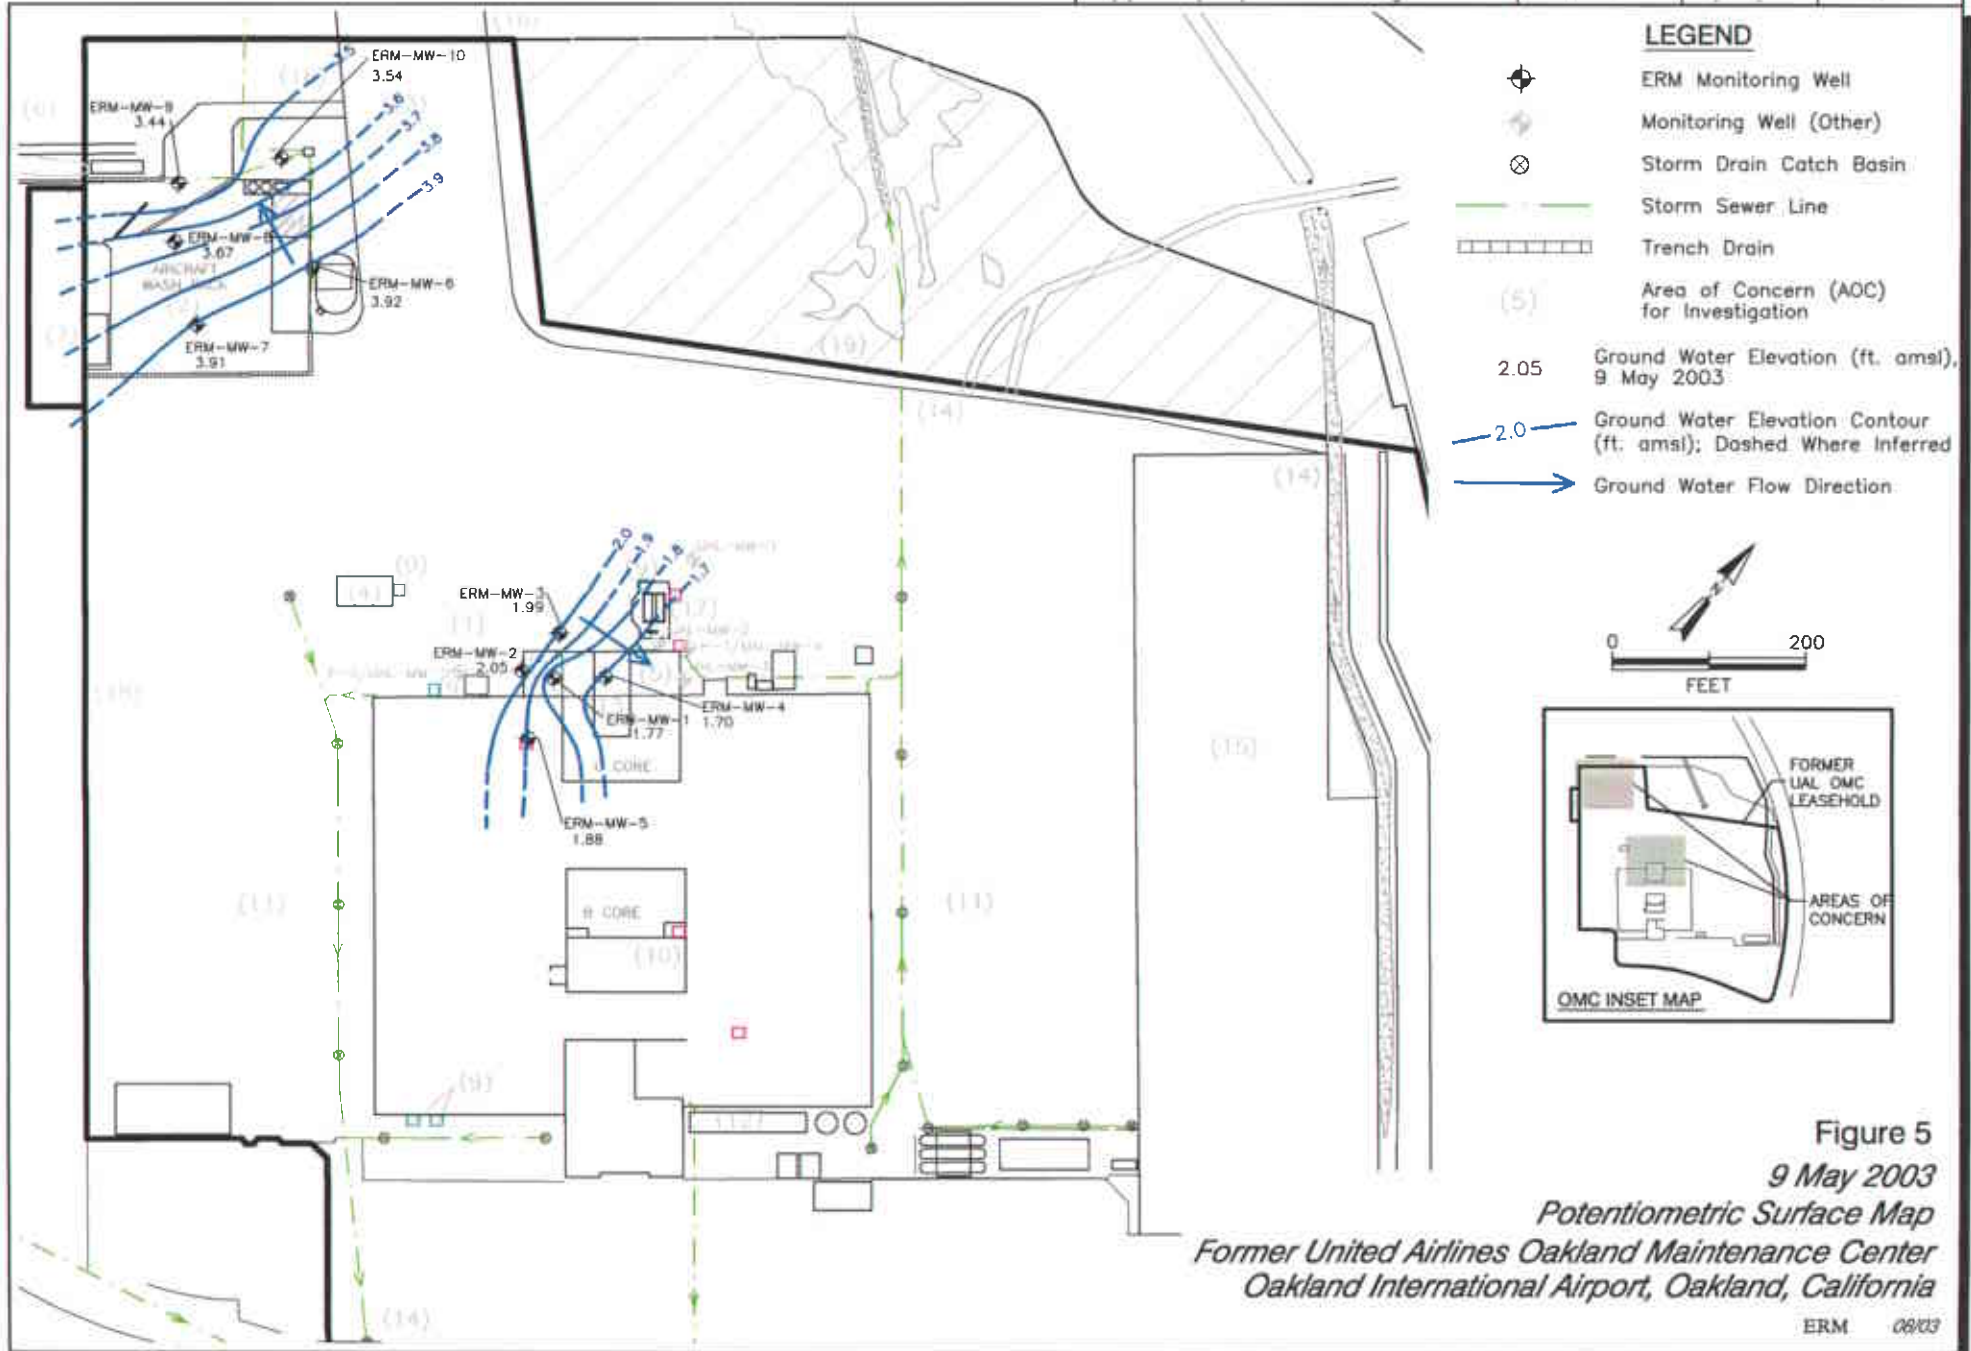 ERM-MW-10
3.54
ERM-MW-9
3.44
3.5
3.6
3.7
3.8
3.9
ERM-MW-8
3.67
AIRCRAFT
WASH RACK
(2)
ERM-MW-6
3.92
(7)
ERM-MW-7
3.91
(19)
(14)
(14)
2.0
1.9
1.8
1.7
(4)
(1)
ERM-MW-3
1.99
(17)
ERM-MW-2
2.05
ERM-MW-4
1.70
ERM-MW-1
1.77
(15)
ERM-MW-5
1.88
(11)
(11)
B CORE
(10)
(9)
(12)
(14)
LEGEND
ERM Monitoring Well
Monitoring Well (Other)
Storm Drain Catch Basin
Storm Sewer Line
Trench Drain
(5)
Area of Concern (AOC)
for Investigation
2.05
Ground Water Elevation (ft. amsl),
9 May 2003
2.0
Ground Water Elevation Contour
(ft. amsl); Dashed Where Inferred
Ground Water Flow Direction
N
0 200
FEET
FORMER
UAL OMC
LEASEHOLD
AREAS OF
CONCERN
OMC INSET MAP
Figure 5
9 May 2003
Potentiometric Surface Map
Former United Airlines Oakland Maintenance Center
Oakland International Airport, Oakland, California
ERM 08/03